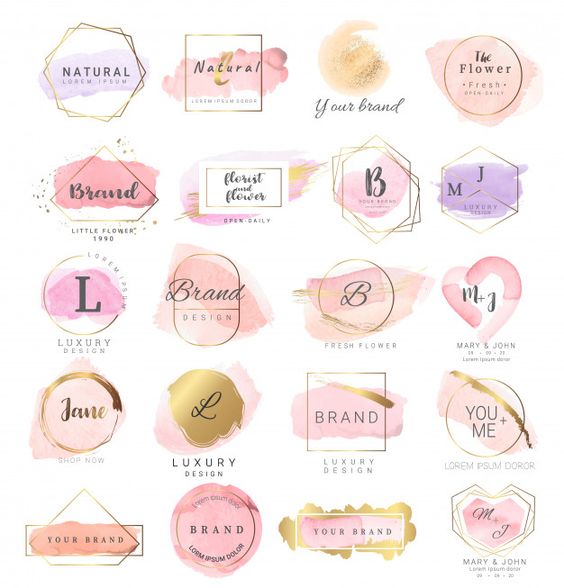 NATURAL
LOREM IPSUM
Natural
LOREM IPSUM DOROR
Your brand
The
Flower
Fresh
OPEN-DAILY
Brand
LITTLE FLOWER
1990
florist
and
flower
OPEN-DAILY
B
YOUR BRAND
M
J
LUXURY
DESIGN
LOREM IPSUM
L
LUXURY
DESIGN
Brand
DESIGN
B
FRESH FLOWER
M+J
MARY & JOHN
09 - 09 - 20
Lorem ipsum dolor
Jane
SHOP NOW
L
LUXURY
DESIGN
BRAND
LUXURY
DESIGN
YOU +
ME
LOREM IPSUM DOROR
YOUR BRAND
LUXURY DESIGN
BRAND
LOREM IPSUM DOLOR
YOUR BRAND
M+J
MARY & JOHN
09 - 09 - 20